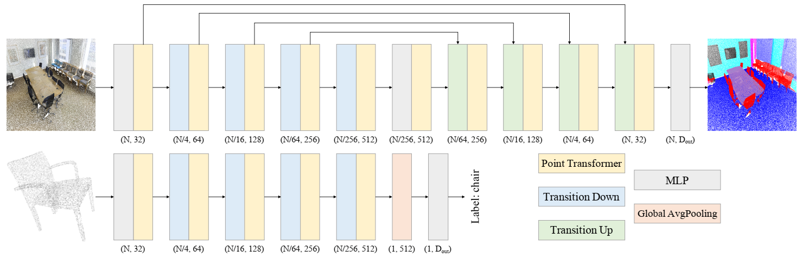 (N, 32)
(N/4, 64)
(N/16, 128)
(N/64, 256)
(N/256, 512)
(N/256, 512)
(N/64, 256)
(N/16, 128)
(N/4, 64)
(N, 32)
(N, Dout)
Point Transformer
MLP
Transition Down
Global AvgPooling
Transition Up
Label: chair
(N, 32)
(N/4, 64)
(N/16, 128)
(N/64, 256)
(N/256, 512)
(1, 512)
(1, Dout)